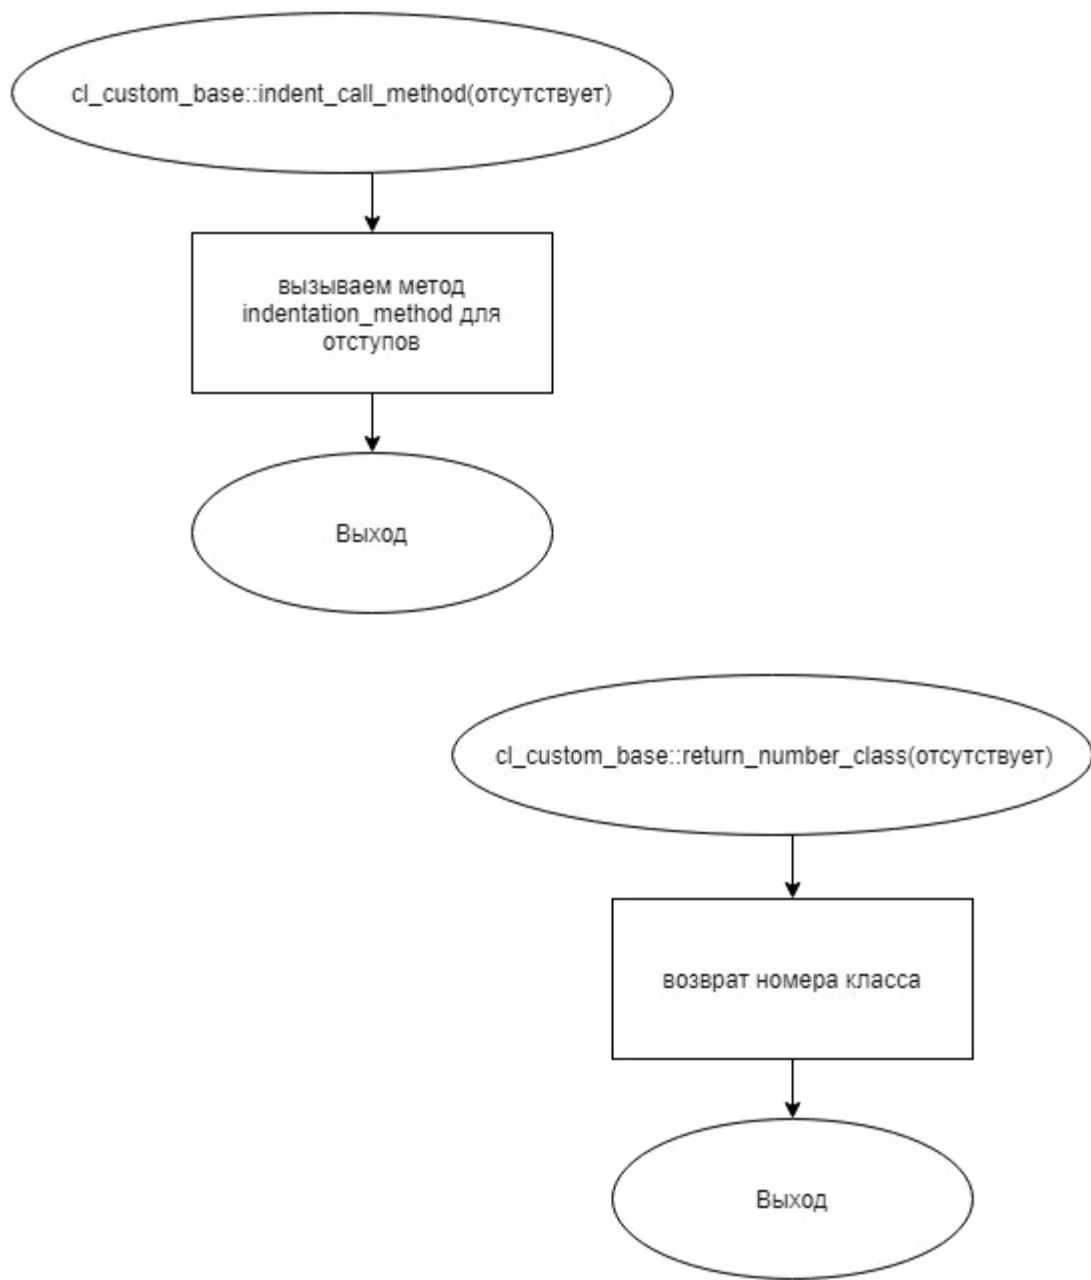 cl_custom_base::indent_call_method(отсутствует)
вызываем метод
indentation_method для
отступов
Выход
cl_custom_base::return_number_class(отсутствует)
возврат номера класса
Выход